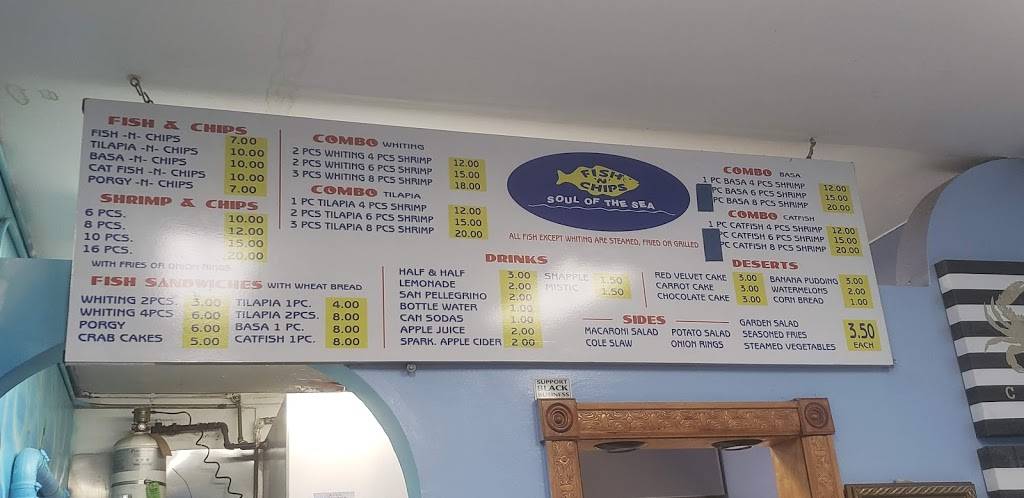 FISH & CHIPS
FISH -N- CHIPS 7.00
TILAPIA -N- CHIPS 10.00
BASA -N- CHIPS 10.00
CAT FISH -N- CHIPS 10.00
PORGY -N- CHIPS 7.00
SHRIMP & CHIPS
6 PCS. 10.00
8 PCS. 12.00
10 PCS. 15.00
16 PCS. 20.00
WITH FRIES OR ONION RINGS
FISH SANDWICHES WITH WHEAT BREAD
WHITING 2PCS. 3.00
WHITING 4PCS 6.00
PORGY 6.00
CRAB CAKES 5.00
TILAPIA 1PC. 4.00
TILAPIA 2PCS. 8.00
BASA 1 PC. 8.00
CATFISH 1PC. 8.00
COMBO WHITING
2 PCS WHITING 4 PCS SHRIMP 12.00
2 PCS WHITING 6 PCS SHRIMP 15.00
3 PCS WHITING 8 PCS SHRIMP 18.00
COMBO TILAPIA
1 PC TILAPIA 4 PCS SHRIMP 12.00
2 PCS TILAPIA 6 PCS SHRIMP 15.00
3 PCS TILAPIA 8 PCS SHRIMP 20.00
FISH
'N'
CHIPS
SOUL OF THE SEA
ALL FISH EXCEPT WHITING ARE STEAMED, FRIED OR GRILLED
COMBO BASA
1 PC BASA 4 PCS SHRIMP 12.00
PC BASA 6 PCS SHRIMP 15.00
PC BASA 8 PCS SHRIMP 20.00
COMBO CATFISH
1 PC CATFISH 4 PCS SHRIMP 12.00
PC CATFISH 6 PCS SHRIMP 15.00
PC CATFISH 8 PCS SHRIMP 20.00
DRINKS
HALF & HALF 3.00
LEMONADE 2.00
SAN PELLEGRINO 2.00
BOTTLE WATER 1.00
CAN SODAS 1.00
APPLE JUICE 2.00
SPARK. APPLE CIDER 2.00
SNAPPLE 1.50
MISTIC 1.50
DESERTS
RED VELVET CAKE 3.00
CARROT CAKE 3.00
CHOCOLATE CAKE 3.00
BANANA PUDDING 3.00
WATERMELONS 2.00
CORN BREAD 1.00
SIDES
MACARONI SALAD
COLE SLAW
POTATO SALAD
ONION RINGS
GARDEN SALAD
SEASONED FRIES
STEAMED VEGETABLES
3.50
EACH
SUPPORT
BLACK
BUSINESS
C